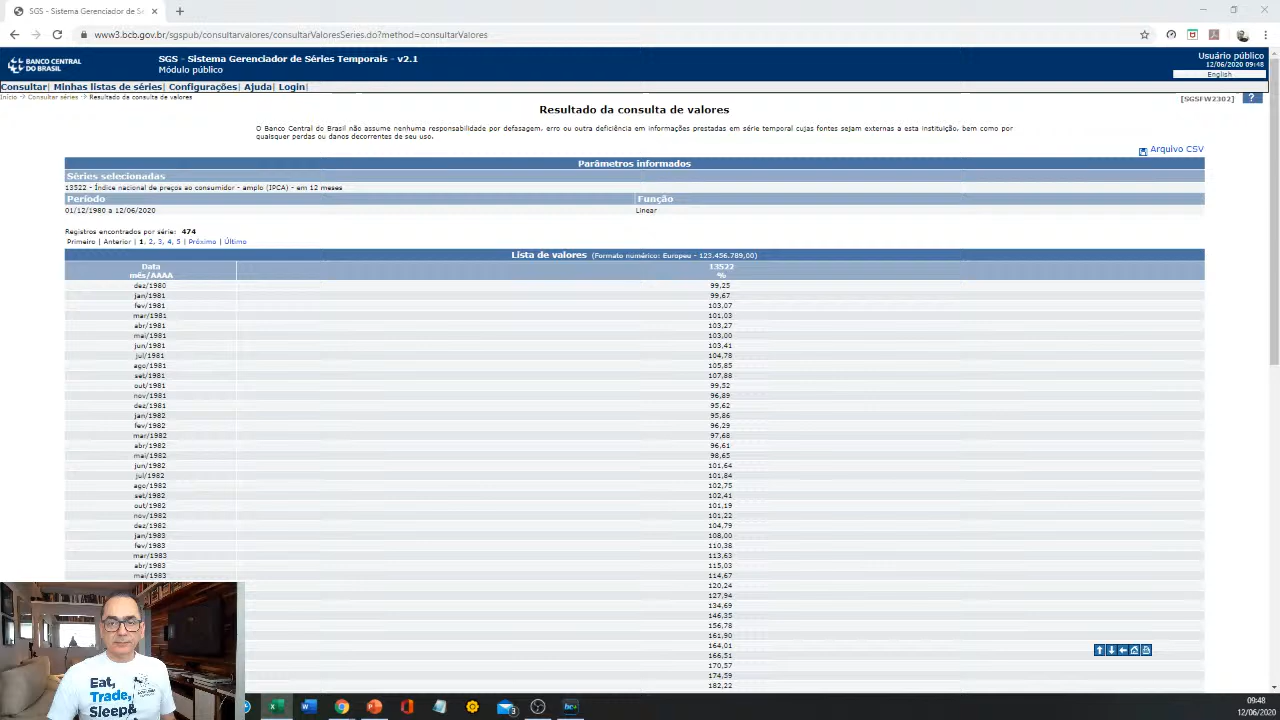 SGS - Sistema Gerenciador de Sé
www3.bcb.gov.br/sgspub/consultarvalores/consultarValoresSeries.do?method=consultarValores
BANCO CENTRAL
DO BRASIL
SGS - Sistema Gerenciador de Séries Temporais - v2.1
Módulo público
Usuário público
12/06/2020 09:48
English
Consultar| Minhas listas de séries| Configurações| Ajuda| Login|
Início -> Consultar séries -> Resultado da consulta de valores
[SGSFW2302] ?
Resultado da consulta de valores
O Banco Central do Brasil não assume nenhuma responsabilidade por defasagem, erro ou outra deficiência em informações prestadas em série temporal cujas fontes sejam externas a esta instituição, bem como por
quaisquer perdas ou danos decorrentes de seu uso.
Arquivo CSV
Parâmetros informados
Séries selecionadas
13522 - Índice nacional de preços ao consumidor - amplo (IPCA) - em 12 meses
Período Função
01/12/1980 a 12/06/2020 Linear
Registros encontrados por série: 474
Primeiro | Anterior | 1, 2, 3, 4, 5 | Próximo | Último
Lista de valores (Formato numérico: Europeu - 123.456.789,00)
Data 13522
mês/AAAA %
dez/1980 99,25
jan/1981 99,67
fev/1981 103,07
mar/1981 101,03
abr/1981 103,27
mai/1981 103,00
jun/1981 103,41
jul/1981 104,78
ago/1981 105,85
set/1981 107,88
out/1981 99,52
nov/1981 96,89
dez/1981 95,62
jan/1982 95,86
fev/1982 96,29
mar/1982 97,68
abr/1982 96,61
mai/1982 98,65
jun/1982 101,64
jul/1982 101,84
ago/1982 102,75
set/1982 102,41
out/1982 101,19
nov/1982 101,22
dez/1982 104,79
jan/1983 108,00
fev/1983 110,38
mar/1983 113,63
abr/1983 115,03
mai/1983 114,67
120,24
127,94
134,69
146,35
156,78
161,90
164,01
166,51
170,57
174,59
182,22
Eat,
Trade,
Sleep&
09:48
12/06/2020